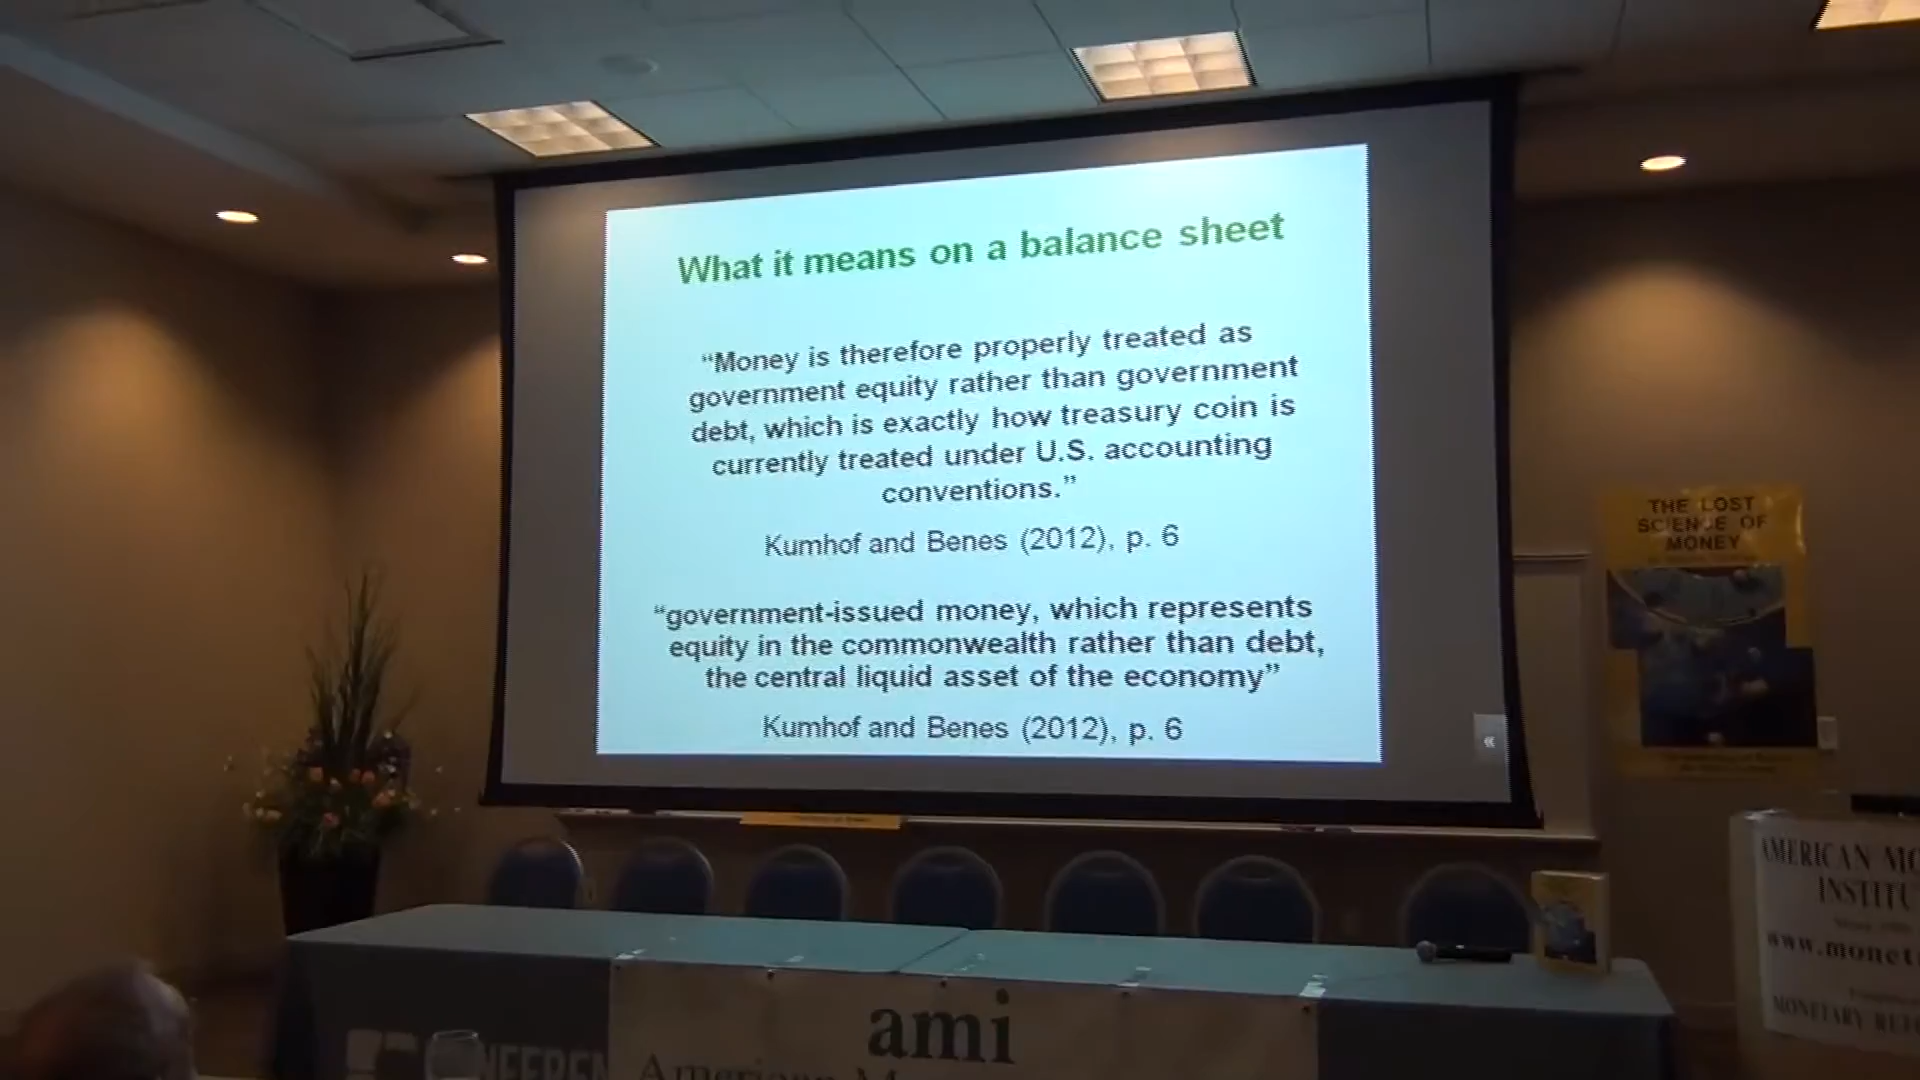 What it means on a balance sheet
“Money is therefore properly treated as
government equity rather than government
debt, which is exactly how treasury coin is
currently treated under U.S. accounting
conventions.”
Kumhof and Benes (2012), p. 6
“government-issued money, which represents
equity in the commonwealth rather than debt,
the central liquid asset of the economy”
Kumhof and Benes (2012), p. 6
«
THE LOST
SCIENCE OF
MONEY
AMERICAN MO
INSTITU
www.monet
MONETARY REFO
ami
American M